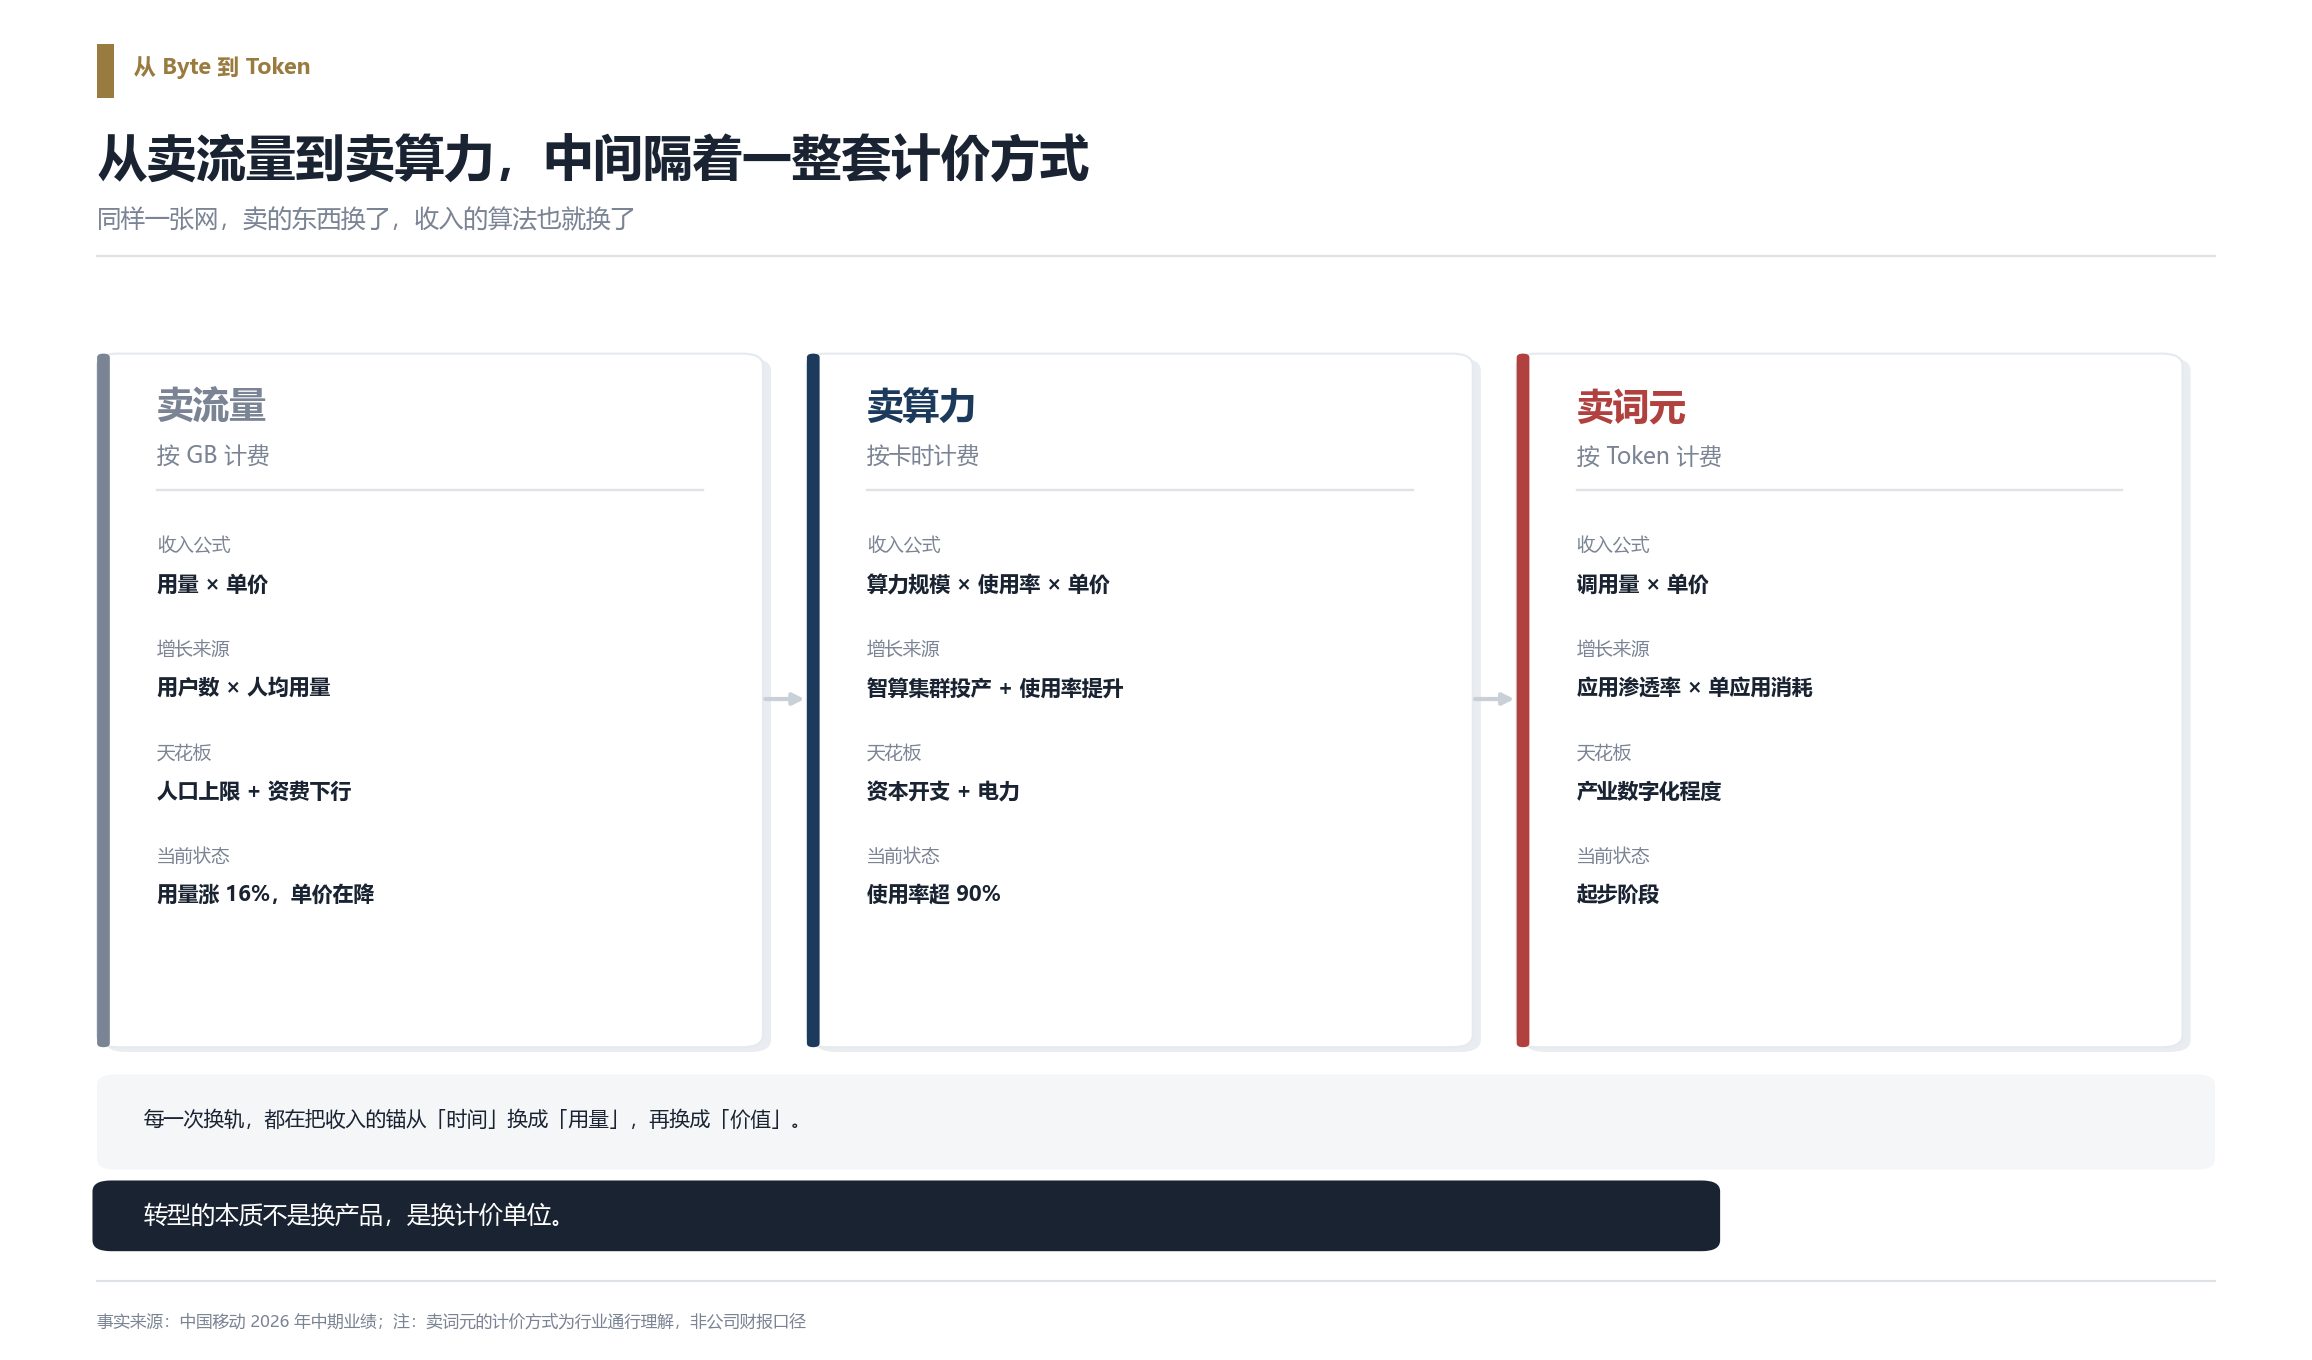 从 Byte 到 Token
从卖流量到卖算力，中间隔着一整套计价方式
同样一张网，卖的东西换了，收入的算法也就换了
卖流量
按 GB 计费
收入公式
用量 × 单价
增长来源
用户数 × 人均用量
天花板
人口上限 + 资费下行
当前状态
用量涨 16%，单价在降
卖算力
按卡时计费
收入公式
算力规模 × 使用率 × 单价
增长来源
智算集群投产 + 使用率提升
天花板
资本开支 + 电力
当前状态
使用率超 90%
卖词元
按 Token 计费
收入公式
调用量 × 单价
增长来源
应用渗透率 × 单应用消耗
天花板
产业数字化程度
当前状态
起步阶段
每一次换轨，都在把收入的锚从「时间」换成「用量」，再换成「价值」。
转型的本质不是换产品，是换计价单位。
事实来源：中国移动 2026 年中期业绩；注：卖词元的计价方式为行业通行理解，非公司财报口径